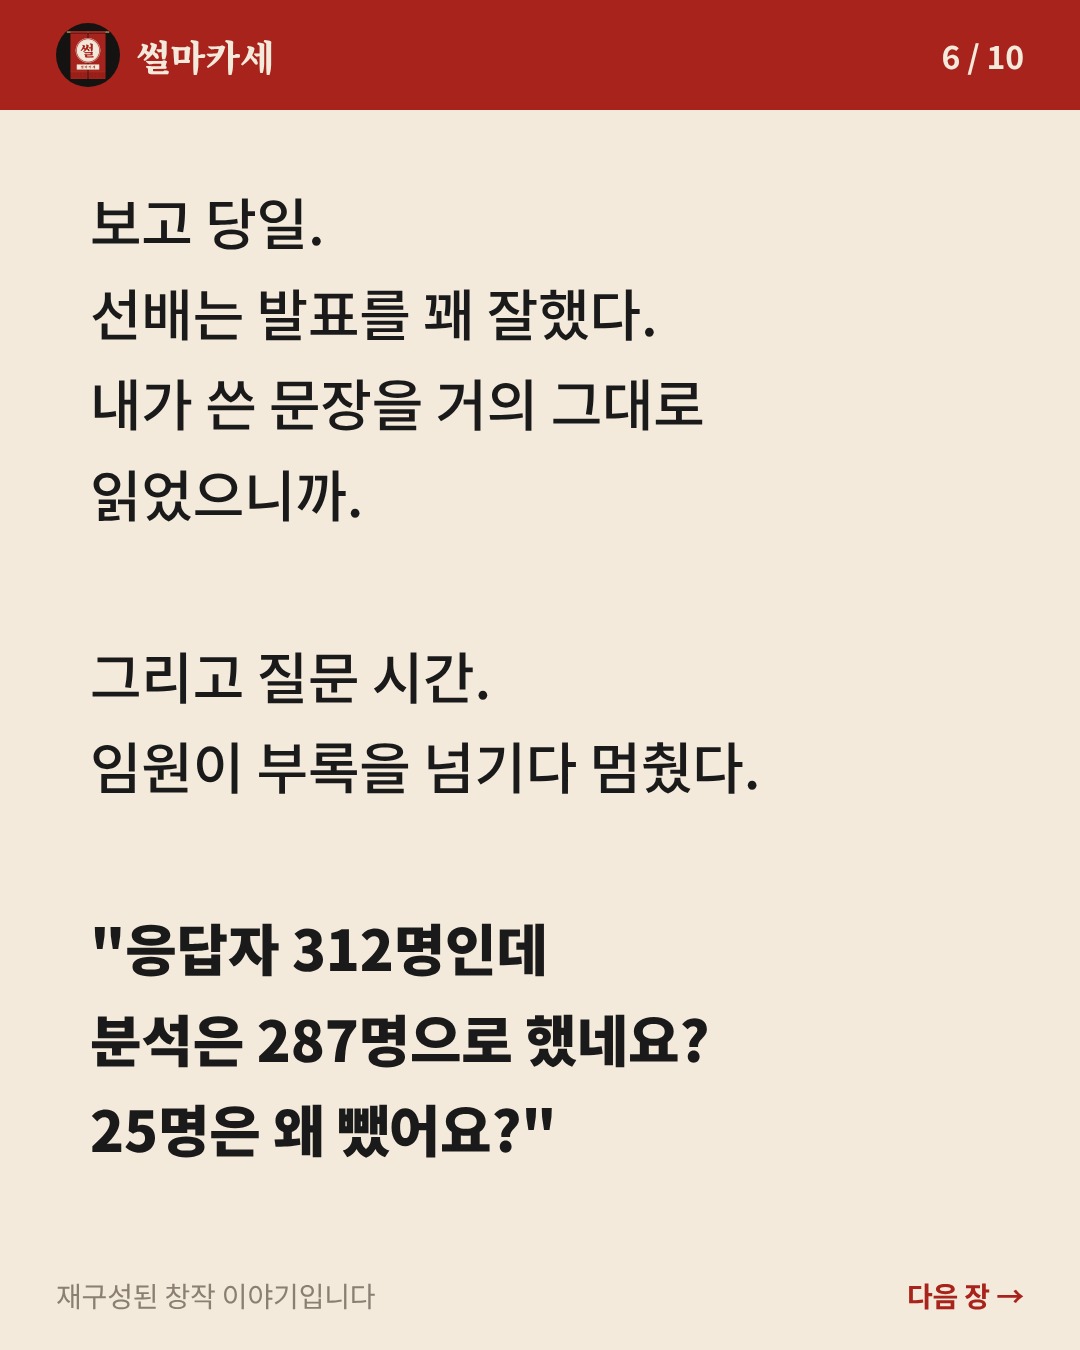 썰
썰마카세
6 / 10
보고 당일.
선배는 발표를 꽤 잘했다.
내가 쓴 문장을 거의 그대로
읽었으니까.
그리고 질문 시간.
임원이 부록을 넘기다 멈췄다.
"응답자 312명인데
분석은 287명으로 했네요?
25명은 왜 뺐어요?"
재구성된 창작 이야기입니다
다음 장 →